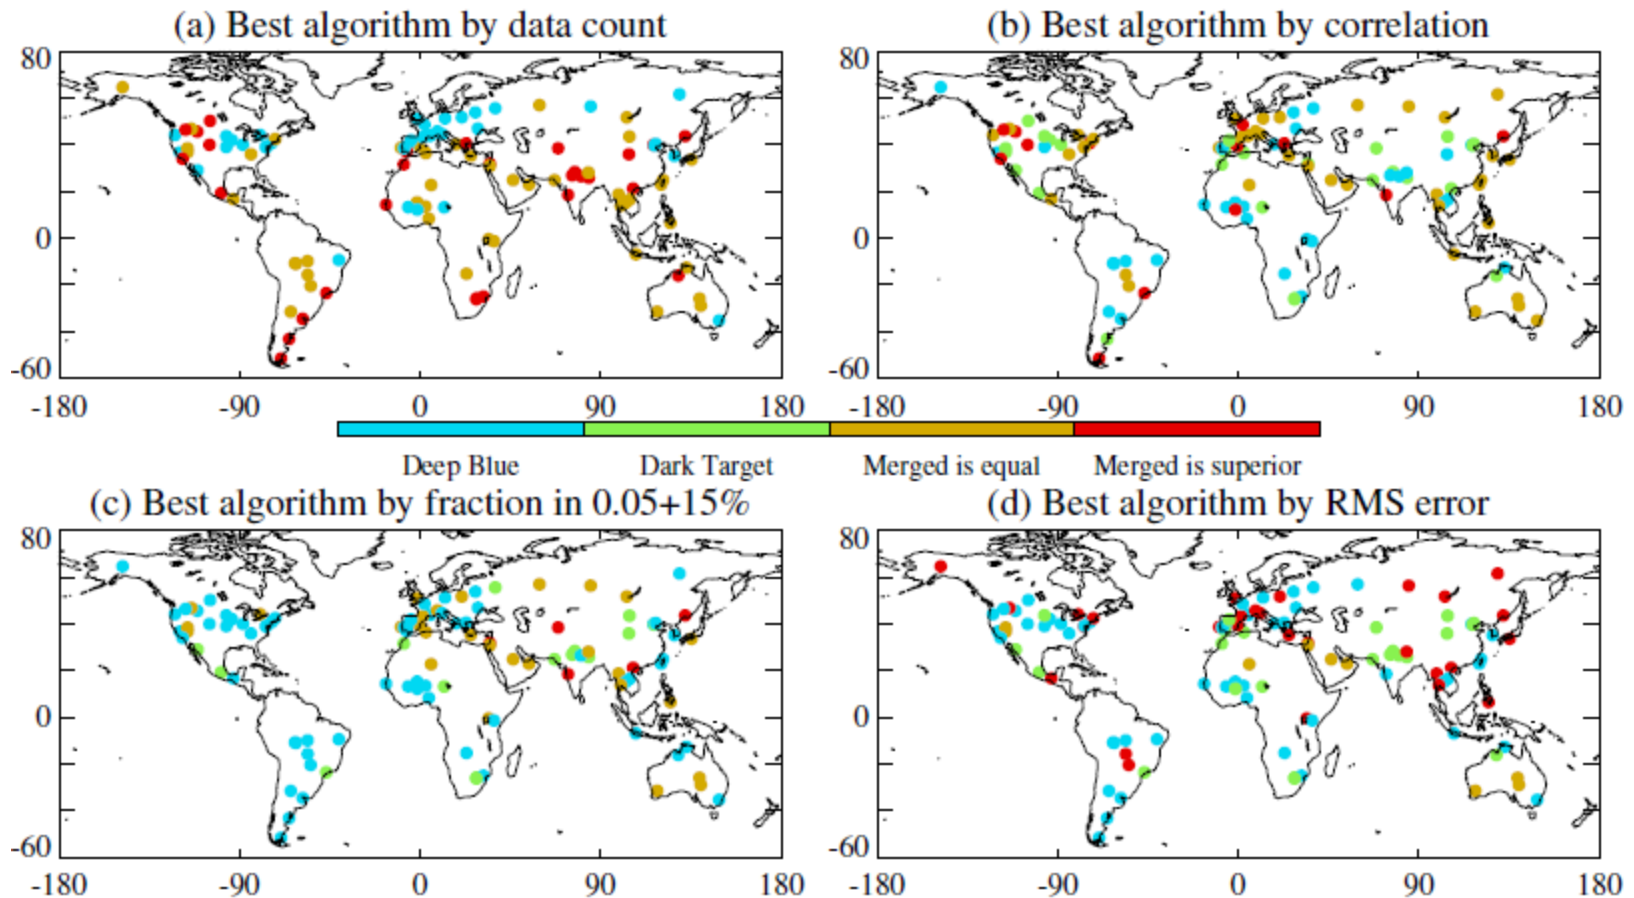 (a) Best algorithm by data count
(b) Best algorithm by correlation
80
0
-60
-180 -90 0 90 180
80
0
-60
-180 -90 0 90 180
Deep Blue Dark Target Merged is equal Merged is superior
(c) Best algorithm by fraction in 0.05+15%
(d) Best algorithm by RMS error
80
0
-60
-180 -90 0 90 180
80
0
-60
-180 -90 0 90 180